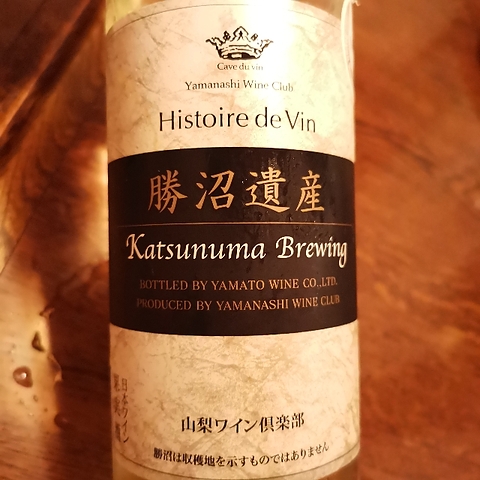 Cave du vin
Yamanashi Wine Club
Histoire de Vin
勝沼遺産
Katsunuma Brewing
BOTTLED BY YAMATO WINE CO.,LTD.
PRODUCED BY YAMANASHI WINE CLUB
日本ワイン
山梨ワイン倶楽部
勝沼は収穫地を示すものではありません